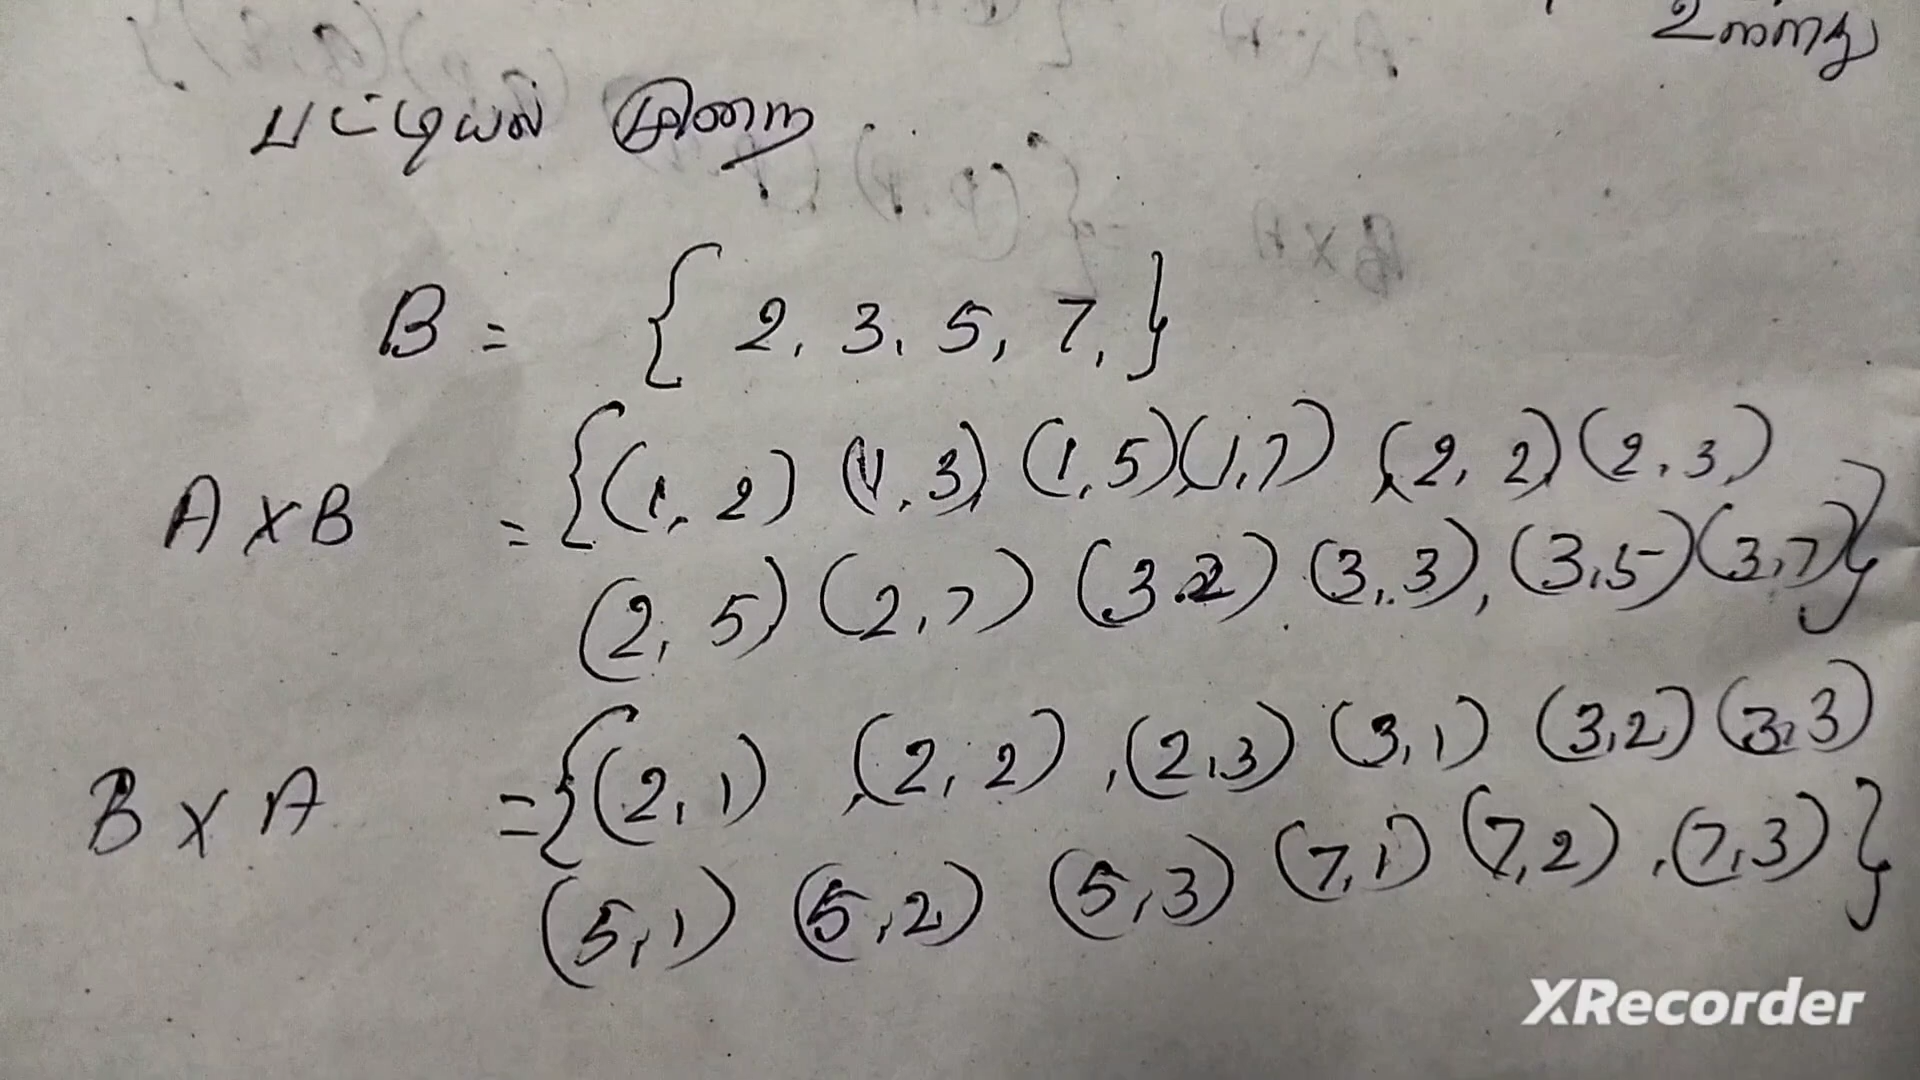 உள்ளது
பட்டியல் முறை
B = { 2, 3, 5, 7, }
A x B = {(1, 2) (1, 3), (1, 5), (1, 7), (2, 2), (2, 3)
(2, 5) (2, 7) (3, 2) (3, 3), (3, 5) (3, 7)}
B x A = {(2, 1), (2, 2), (2, 3) (3, 1) (3, 2) (3, 3)
(5, 1) (5, 2) (5, 3) (7, 1) (7, 2), (7, 3)}
XRecorder